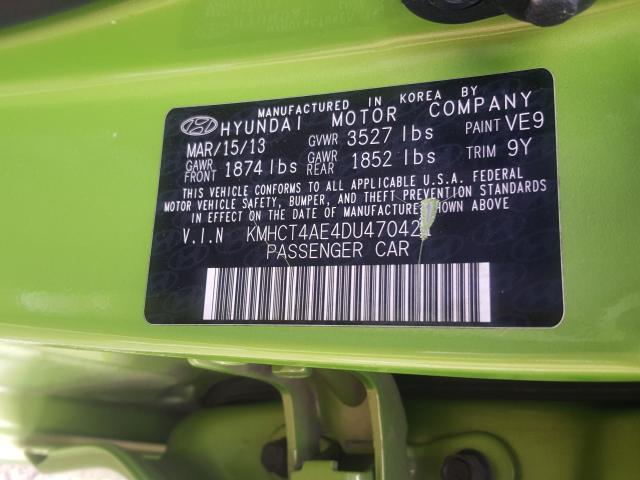 MANUFACTURED IN KOREA BY
HYUNDAI MOTOR COMPANY
MAR/15/13 GVWR 3527 lbs PAINT VE9
GAWR FRONT 1874 lbs GAWR REAR 1852 lbs TRIM 9Y
THIS VEHICLE CONFORMS TO ALL APPLICABLE U.S.A. FEDERAL
MOTOR VEHICLE SAFETY, BUMPER, AND THEFT PREVENTION STANDARDS
IN EFFECT ON THE DATE OF MANUFACTURE SHOWN ABOVE
V.I.N
PASSENGER CAR